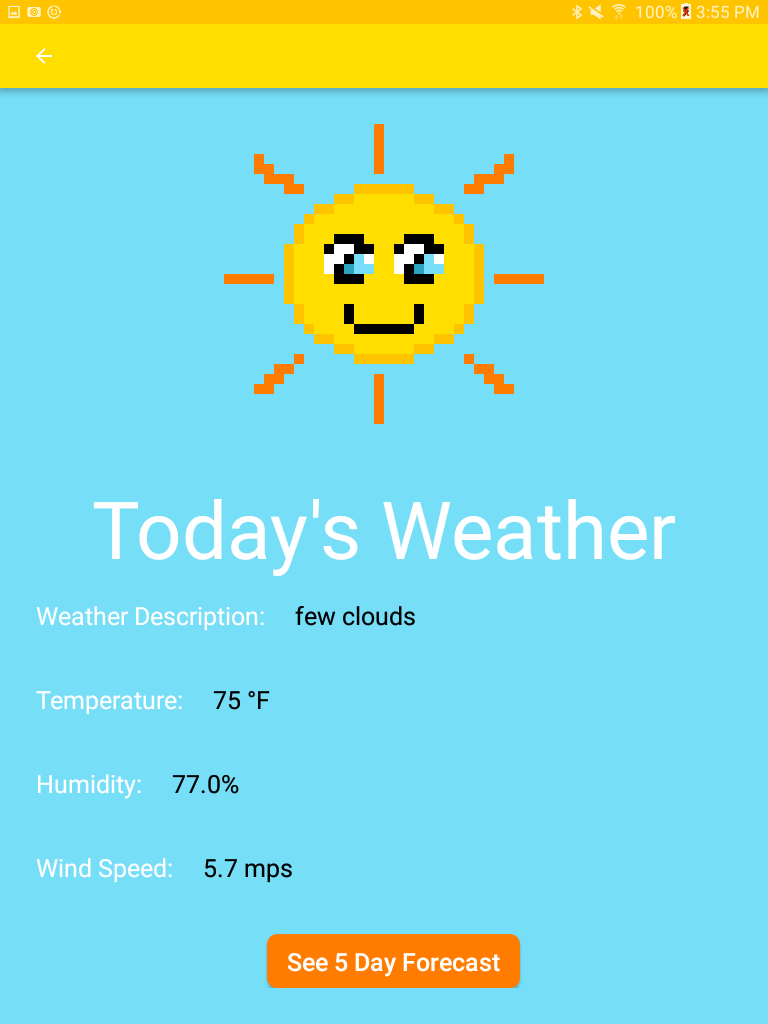 100% 3:55 PM
Today's Weather
Weather Description: few clouds
Temperature: 75 °F
Humidity: 77.0%
Wind Speed: 5.7 mps
See 5 Day Forecast